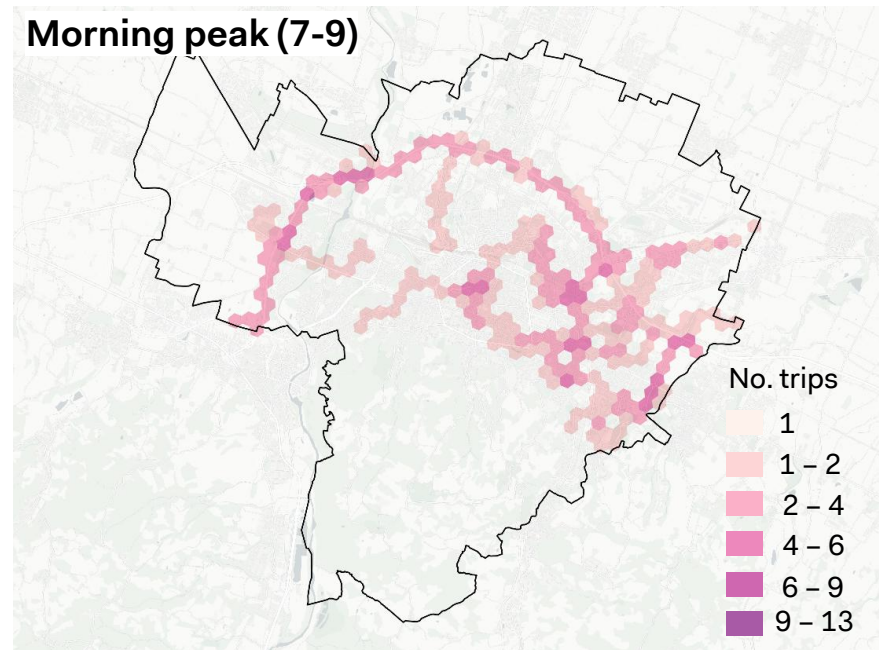 Morning peak (7-9)
No. trips
1
1 – 2
2 – 4
4 – 6
6 – 9
9 – 13